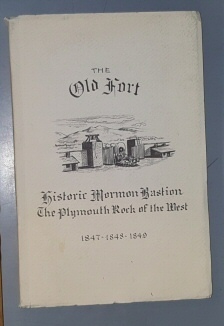 THE
Old Fort
Historic Mormon Bastion
The Plymouth Rock of the West
1847-1848-1849